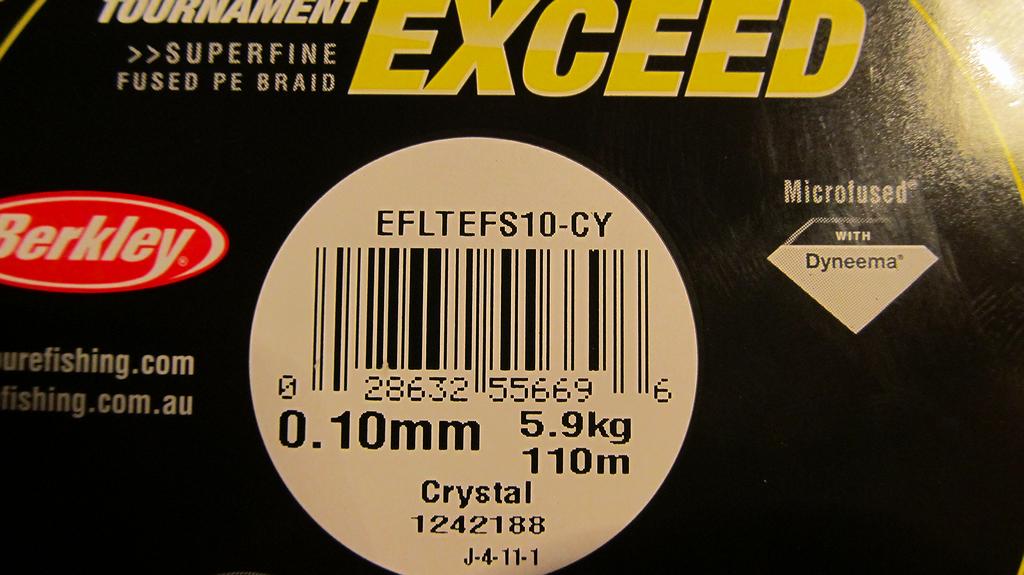 TOURNAMENT
EXCEED
>>SUPERFINE
FUSED PE BRAID
Berkley®
Microfused®
WITH
Dyneema®
urefishing.com
fishing.com.au
EFLTEFS10-CY
0 28632 55669 6
0.10mm
5.9kg
110m
Crystal
1242188
J-4-11-1